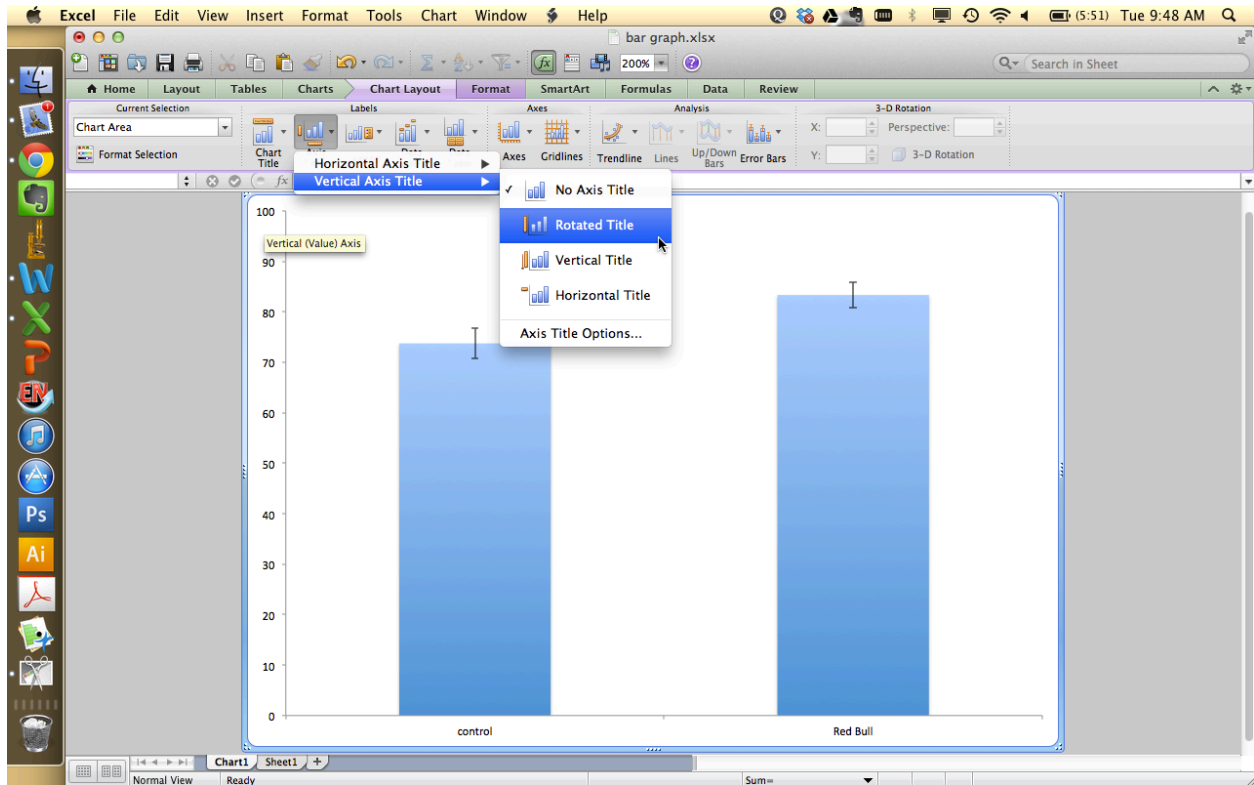 Excel File Edit View Insert Format Tools Chart Window Help (5:51) Tue 9:48 AM
bar graph.xlsx
fx 200% ? Search in Sheet
Home Layout Tables Charts Chart Layout Format SmartArt Formulas Data Review
Current Selection Labels Axes Analysis 3-D Rotation
Chart Area X: Perspective:
Format Selection Chart Title Axes Gridlines Trendline Lines Up/Down Bars Error Bars Y: 3-D Rotation
fx
Horizontal Axis Title
Vertical Axis Title
No Axis Title
Rotated Title
Vertical Title
Horizontal Title
Axis Title Options...
Vertical (Value) Axis
100
90
80
70
60
50
40
30
20
10
0
control Red Bull
W
X
P
EN
Ps
Ai
Chart1 Sheet1 +
Normal View Ready Sum=